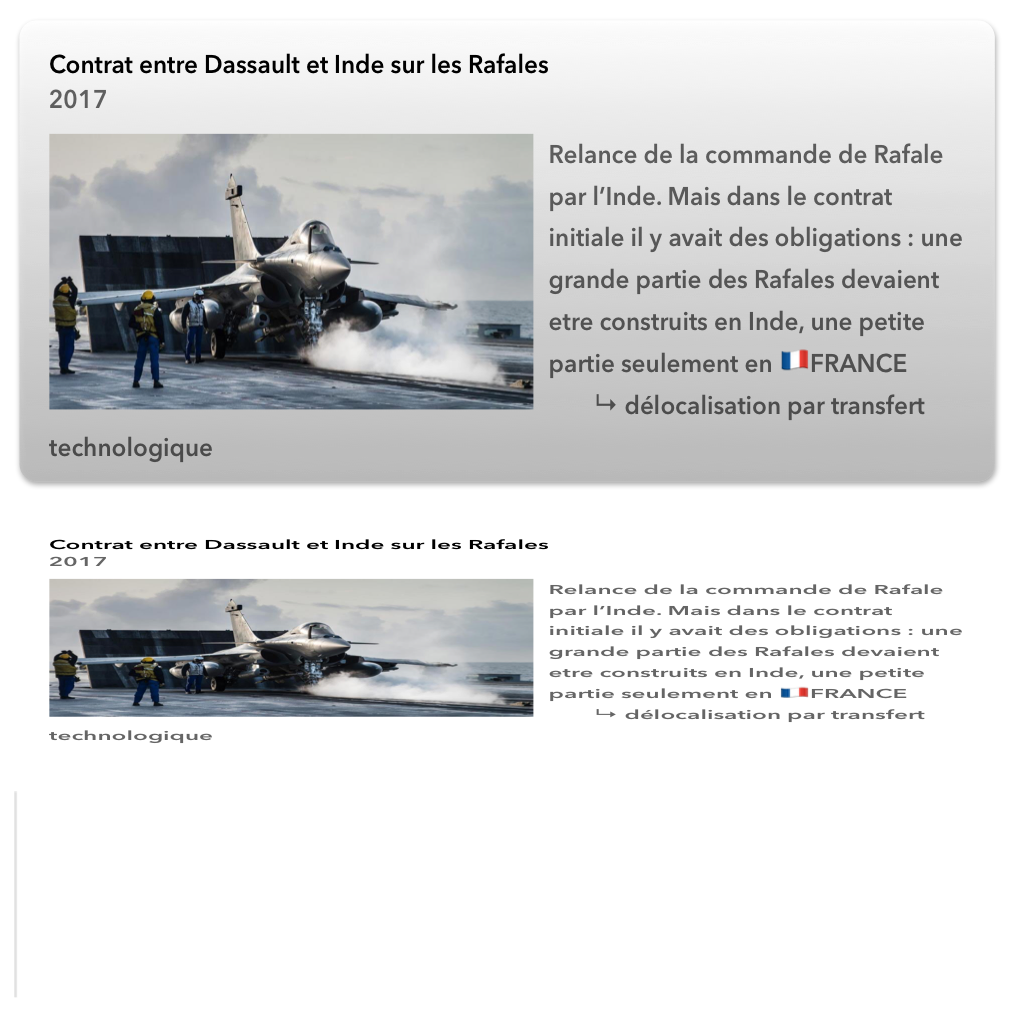 Contrat entre Dassault et Inde sur les Rafales
2017
Relance de la commande de Rafale
par l’Inde. Mais dans le contrat
initiale il y avait des obligations : une
grande partie des Rafales devaient
etre construits en Inde, une petite
partie seulement en 🇫🇷FRANCE
↳ délocalisation par transfert
technologique
Contrat entre Dassault et Inde sur les Rafales
2017
Relance de la commande de Rafale
par l’Inde. Mais dans le contrat
initiale il y avait des obligations : une
grande partie des Rafales devaient
etre construits en Inde, une petite
partie seulement en 🇫🇷FRANCE
↳ délocalisation par transfert
technologique